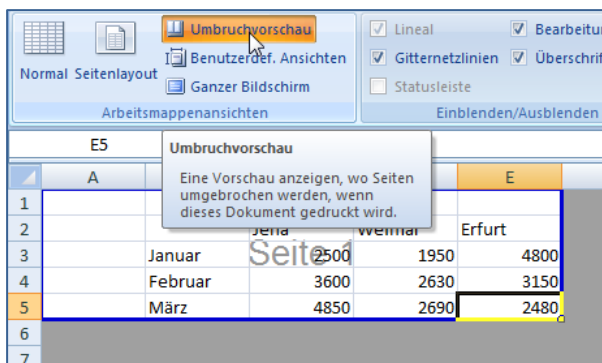 Umbruchvorschau
Benutzerdef. Ansichten
Ganzer Bildschirm
Normal Seitenlayout
Arbeitsmappenansichten
Lineal
Gitternetzlinien
Statusleiste
Einblenden/Ausblenden
E5
Umbruchvorschau
Eine Vorschau anzeigen, wo Seiten
umgebrochen werden, wenn
dieses Dokument gedruckt wird.
A E
1
2 Jena Weimar Erfurt
3 Januar 2500 1950 4800
4 Februar 3600 2630 3150
5 März 4850 2690 2480
6
7
Seite 1